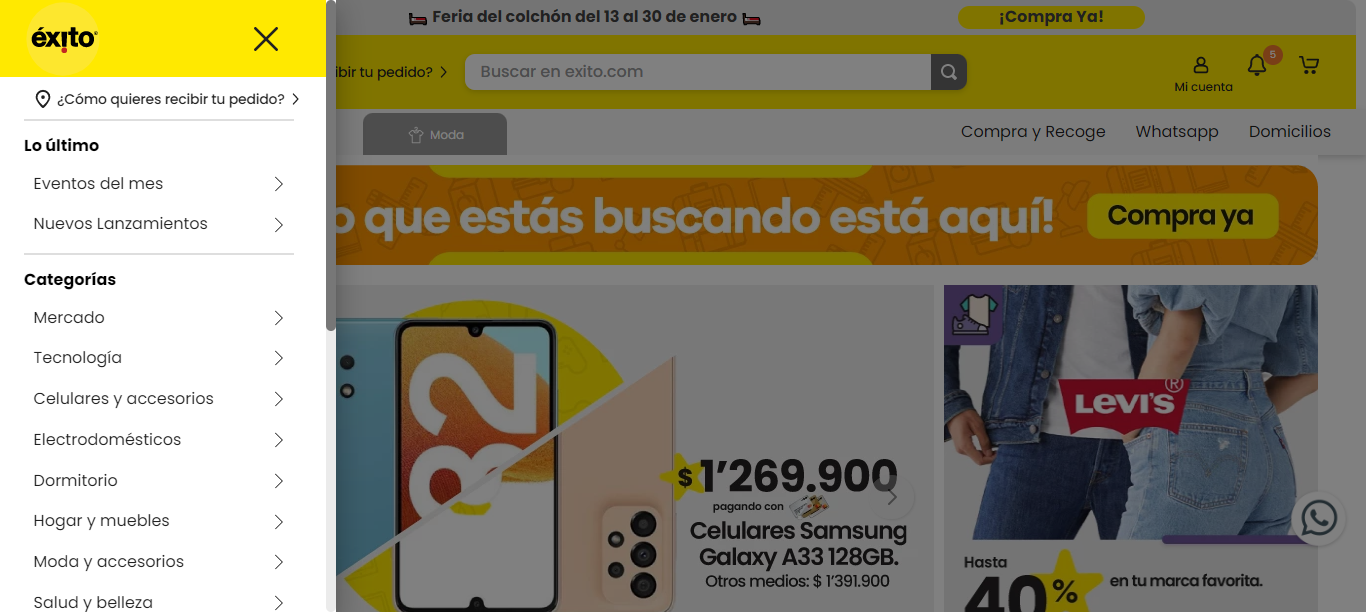 Feria del colchón del 13 al 30 de enero
¡Compra Ya!
éxito
¿Cómo quieres recibir tu pedido?
ibir tu pedido?
Buscar en exito.com
Mi cuenta
5
Lo último
Eventos del mes
Nuevos Lanzamientos
Categorías
Mercado
Tecnología
Celulares y accesorios
Electrodomésticos
Dormitorio
Hogar y muebles
Moda y accesorios
Salud y belleza
Moda
Compra y Recoge
Whatsapp
Domicilios
o que estás buscando está aquí!
Compra ya
$ 1’269.900
pagando con
Celulares Samsung
Galaxy A33 128GB.
Otros medios: $ 1’391.900
LEVI'S ®
Hasta
40%
en tu marca favorita.